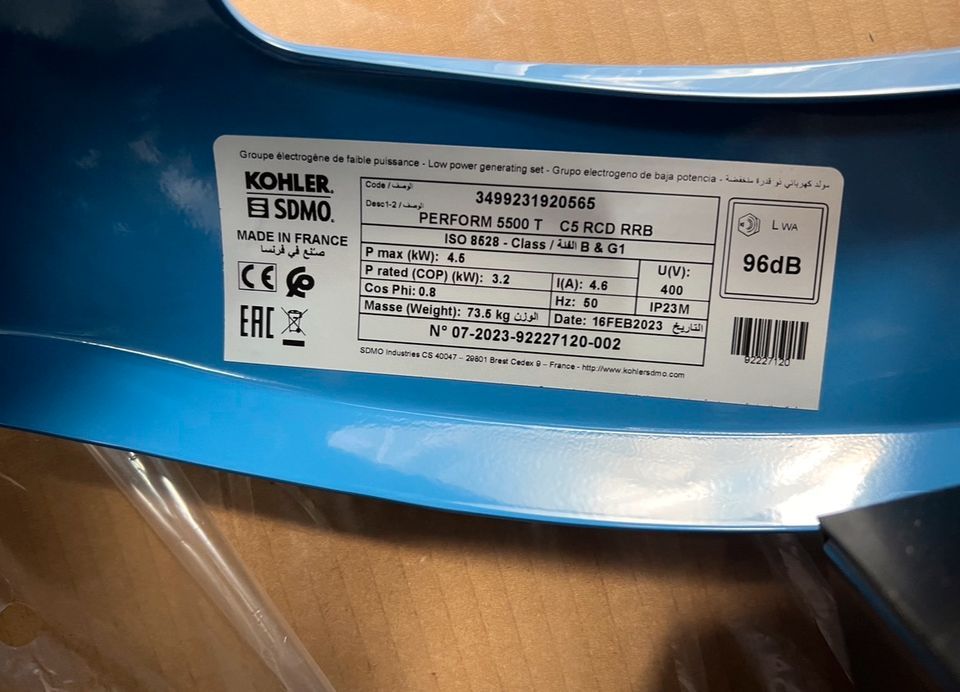 Groupe électrogène de faible puissance - Low power generating set - Grupo electrogeno de baja potencia - مولد كهربائي ذو قدرة منخفضة
KOHLER.
SDMO.
MADE IN FRANCE
صنع في فرنسا
CE
EAC
Code / الوصف
3499231920565
Desc1-2 / الوصف
PERFORM 5500 T C5 RCD RRB
ISO 8528 - Class / الفئة B & G1
P max (kW): 4.5
P rated (COP) (kW): 3.2
I(A): 4.6
U(V):
400
Cos Phi: 0.8
Hz: 50
IP23M
Masse (Weight): 73.5 kg الوزن
Date: 16FEB2023 التاريخ
N° 07-2023-92227120-002
SDMO Industries CS 40047 – 29801 Brest Cedex 9 – France - http://www.kohlersdmo.com
LWA
96dB
92227120